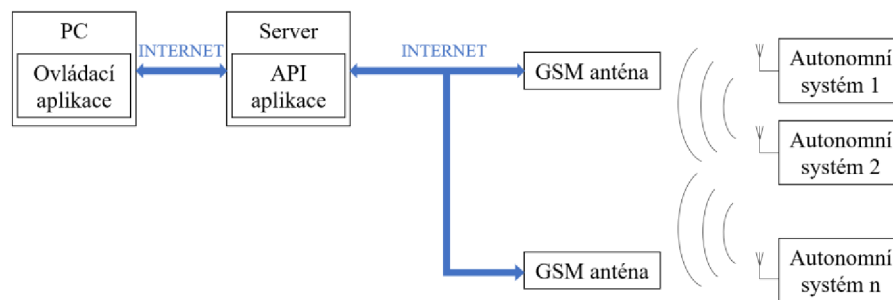 PC
Ovládací
aplikace
INTERNET
Server
API
aplikace
INTERNET
GSM anténa
Autonomní
systém 1
Autonomní
systém 2
GSM anténa
Autonomní
systém n